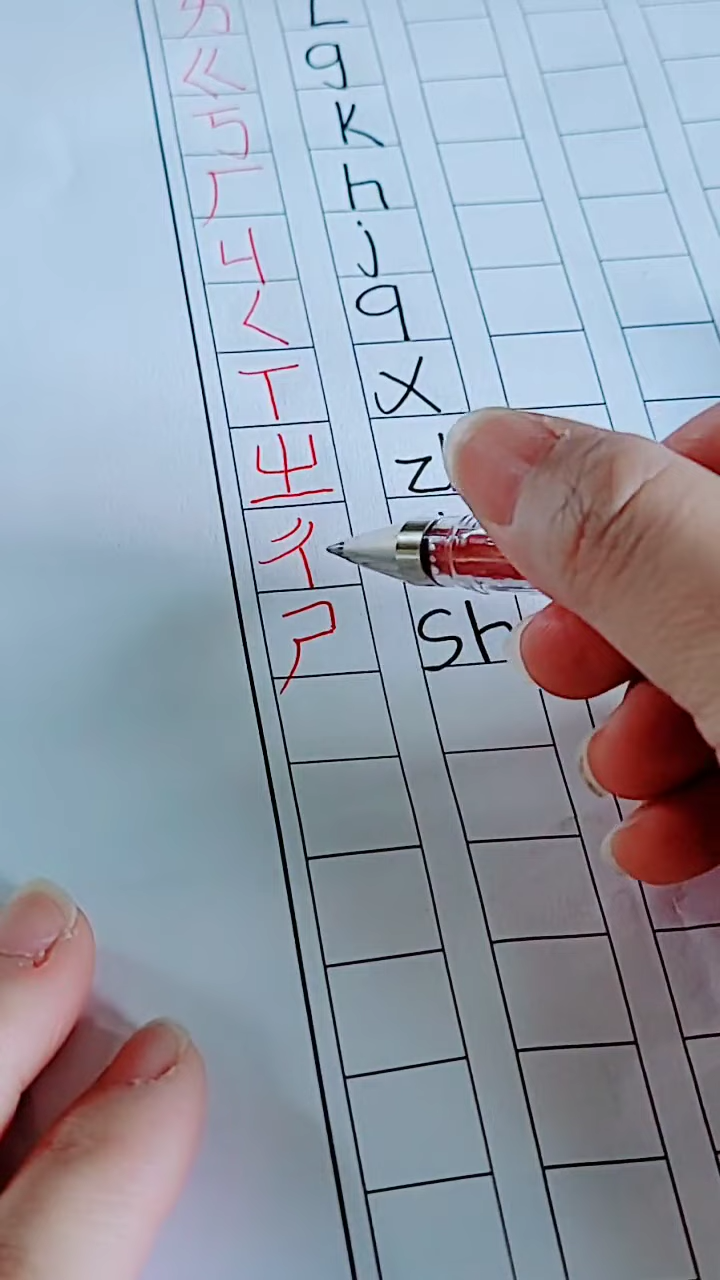 ㄌ L
ㄍ g
ㄎ k
ㄏ h
ㄐ j
ㄑ q
ㄒ x
ㄓ
ㄔ
ㄕ sh